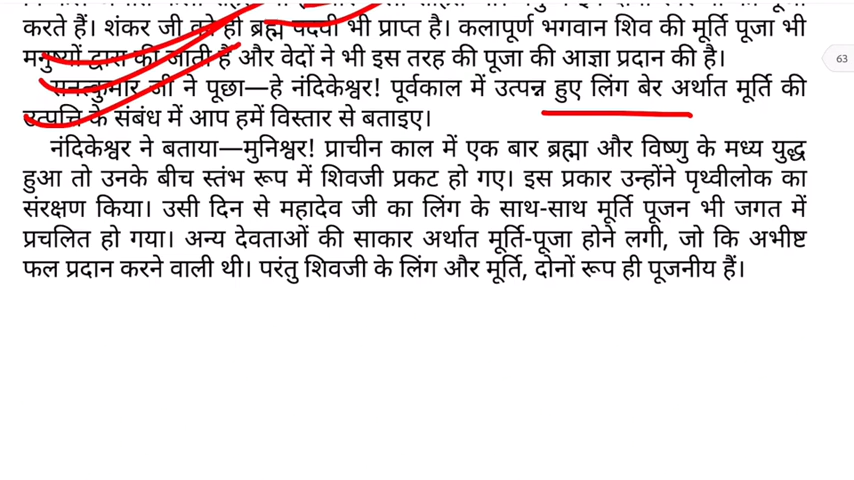 करते हैं। शंकर जी को ही ब्रह्म पदवी भी प्राप्त है। कलापूर्ण भगवान शिव की मूर्ति पूजा भी
मनुष्यों द्वारा की जाती है और वेदों ने भी इस तरह की पूजा की आज्ञा प्रदान की है।
सनत्कुमार जी ने पूछा—हे नंदिकेश्वर! पूर्वकाल में उत्पन्न हुए लिंग बेर अर्थात मूर्ति की
उत्पत्ति के संबंध में आप हमें विस्तार से बताइए।
नंदिकेश्वर ने बताया—मुनिश्वर! प्राचीन काल में एक बार ब्रह्मा और विष्णु के मध्य युद्ध
हुआ तो उनके बीच स्तंभ रूप में शिवजी प्रकट हो गए। इस प्रकार उन्होंने पृथ्वीलोक का
संरक्षण किया। उसी दिन से महादेव जी का लिंग के साथ-साथ मूर्ति पूजन भी जगत में
प्रचलित हो गया। अन्य देवताओं की साकार अर्थात मूर्ति-पूजा होने लगी, जो कि अभीष्ट
फल प्रदान करने वाली थी। परंतु शिवजी के लिंग और मूर्ति, दोनों रूप ही पूजनीय हैं।
63